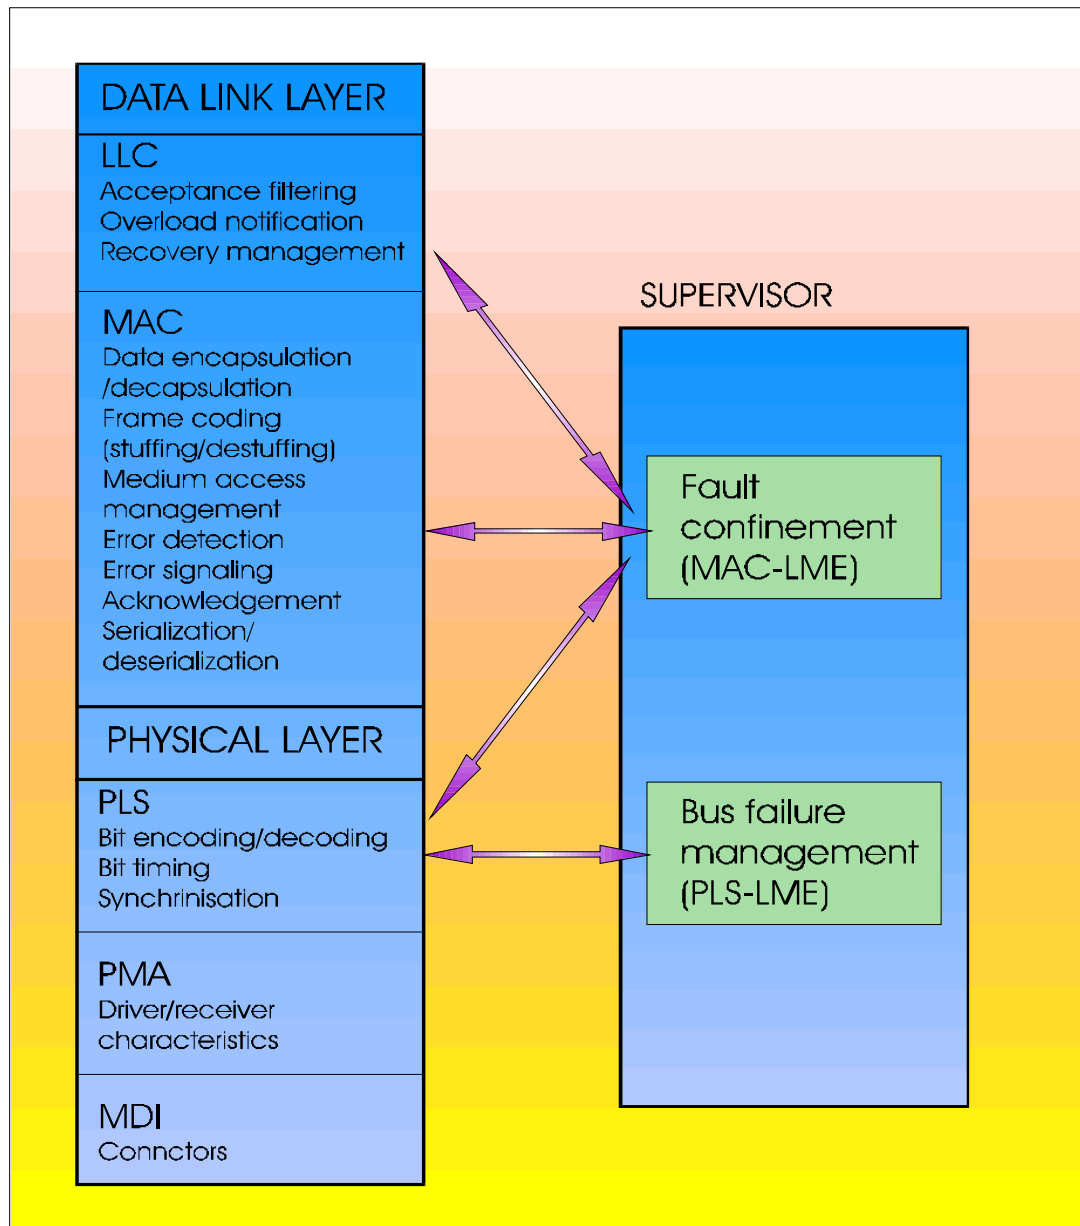 DATA LINK LAYER
LLC
Acceptance filtering
Overload notification
Recovery management
MAC
Data encapsulation
/decapsulation
Frame coding
(stuffing/destuffing)
Medium access
management
Error detection
Error signaling
Acknowledgement
Serialization/
deserialization
PHYSICAL LAYER
PLS
Bit encoding/decoding
Bit timing
Synchrinisation
PMA
Driver/receiver
characteristics
MDI
Connctors
SUPERVISOR
Fault
confinement
(MAC-LME)
Bus failure
management
(PLS-LME)